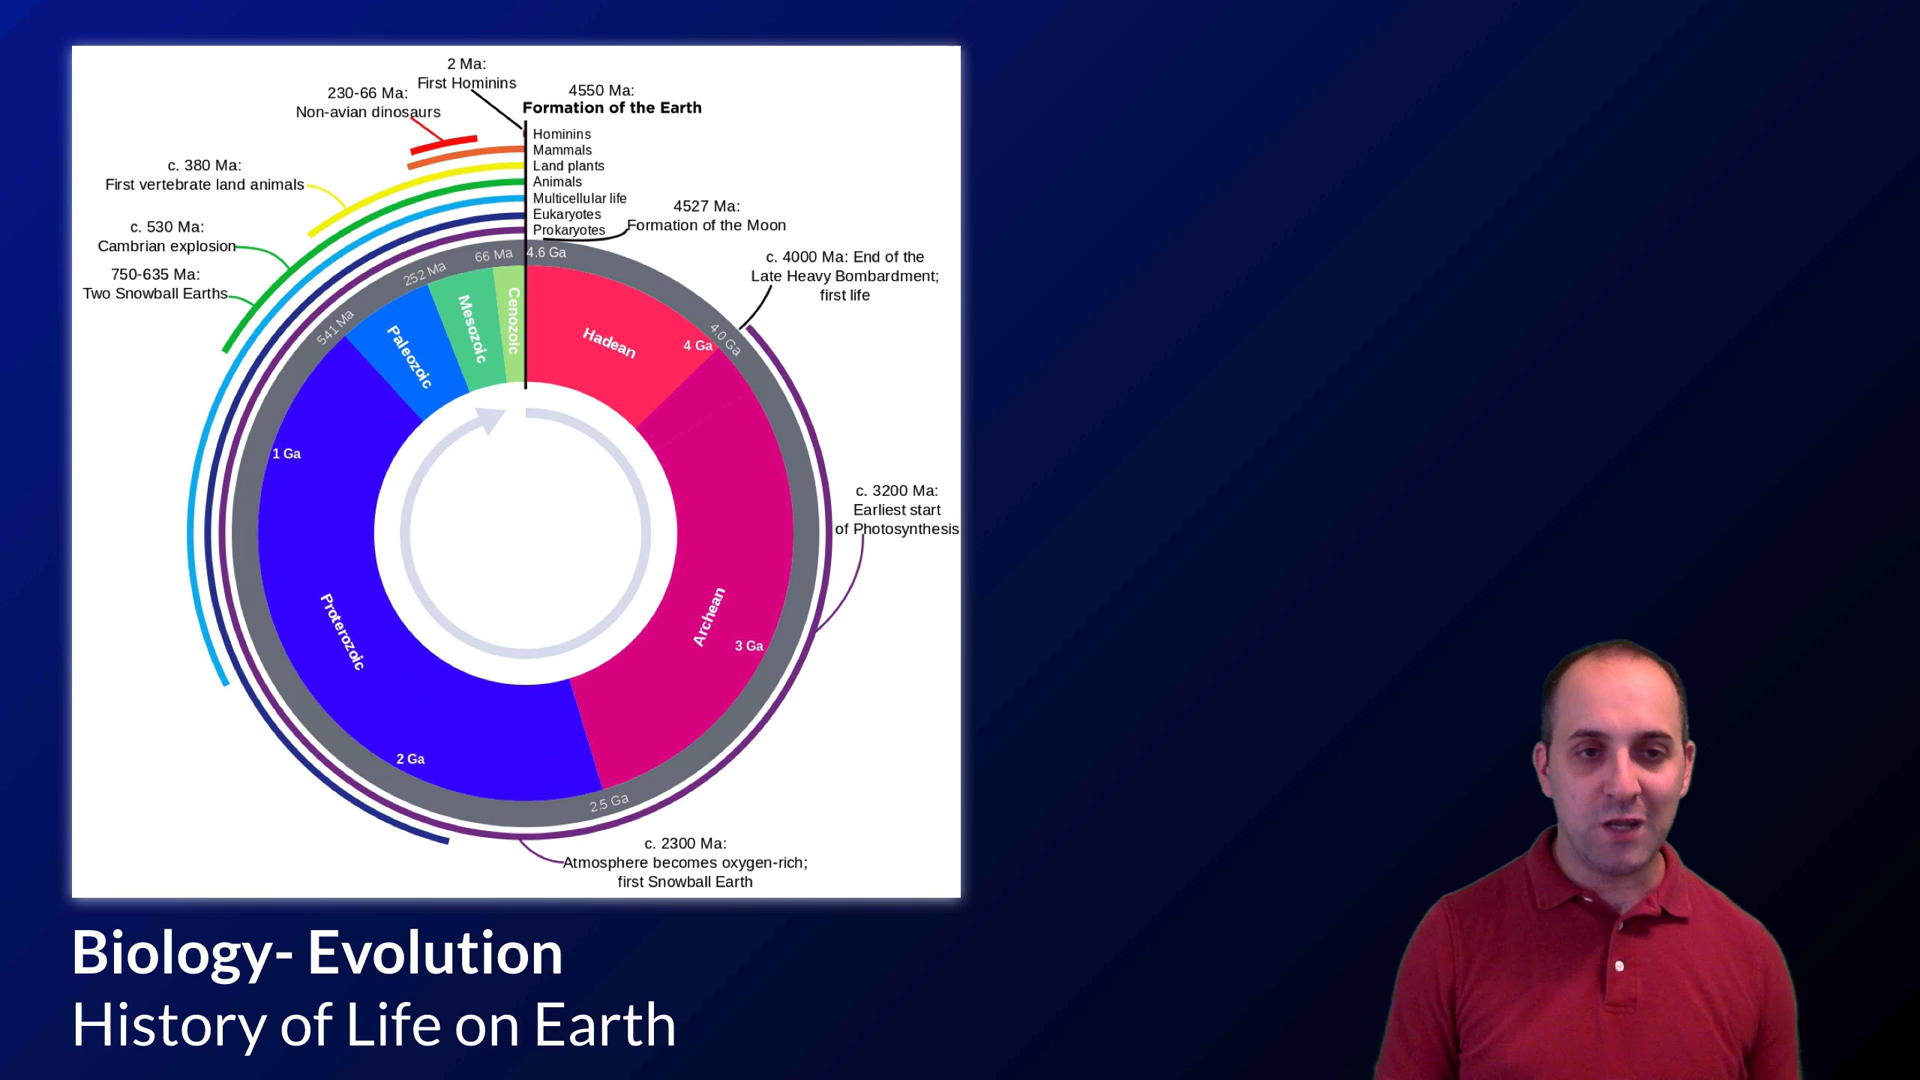 2 Ma:
First Hominins
4550 Ma:
Formation of the Earth
230-66 Ma:
Non-avian dinosaurs
Hominins
Mammals
Land plants
Animals
Multicellular life
Eukaryotes
Prokaryotes
c. 380 Ma:
First vertebrate land animals
4527 Ma:
Formation of the Moon
c. 530 Ma:
Cambrian explosion
c. 4000 Ma: End of the
Late Heavy Bombardment;
first life
750-635 Ma:
Two Snowball Earths
4.6 Ga
66 Ma
252 Ma
541 Ma
4.0 Ga
Cenozoic
Mesozoic
Paleozoic
Hadean
4 Ga
1 Ga
c. 3200 Ma:
Earliest start
of Photosynthesis
Proterozoic
Archean
3 Ga
2 Ga
2.5 Ga
c. 2300 Ma:
Atmosphere becomes oxygen-rich;
first Snowball Earth
Biology- Evolution
History of Life on Earth